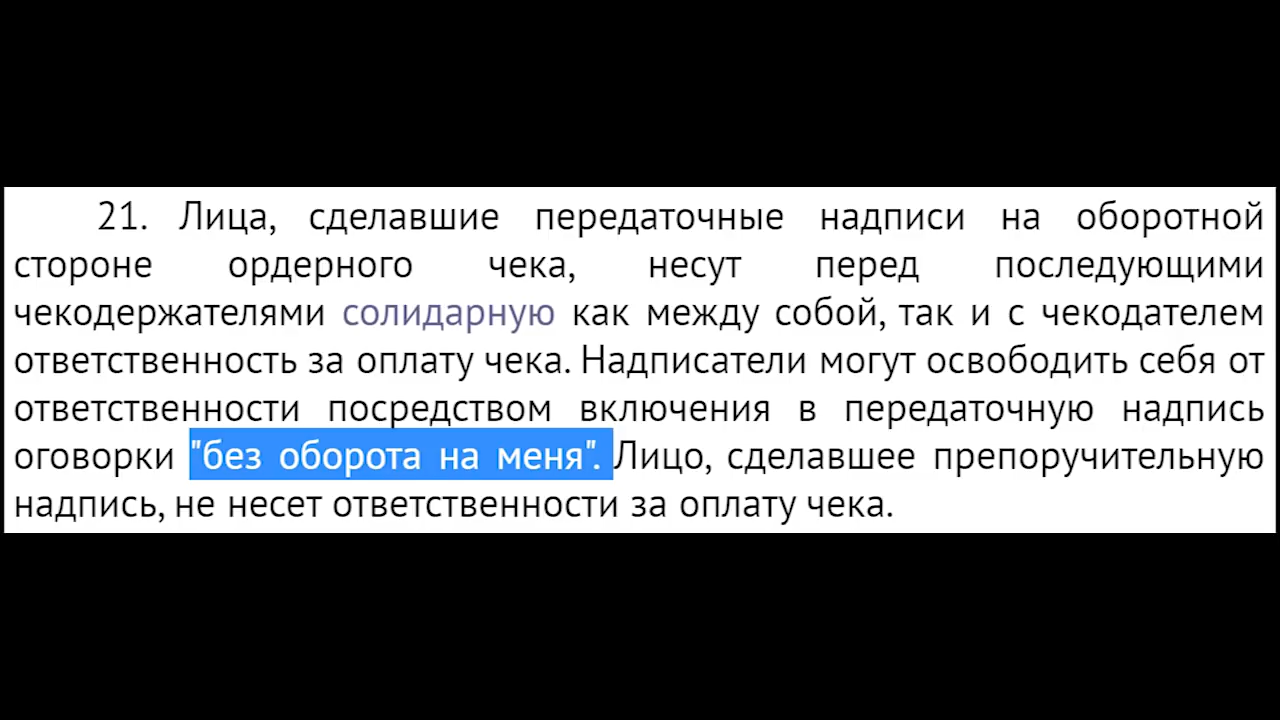 21. Лица, сделавшие передаточные надписи на оборотной
стороне ордерного чека, несут перед последующими
чекодержателями солидарную как между собой, так и с чекодателем
ответственность за оплату чека. Надписатели могут освободить себя от
ответственности посредством включения в передаточную надпись
оговорки "без оборота на меня". Лицо, сделавшее препоручительную
надпись, не несет ответственности за оплату чека.